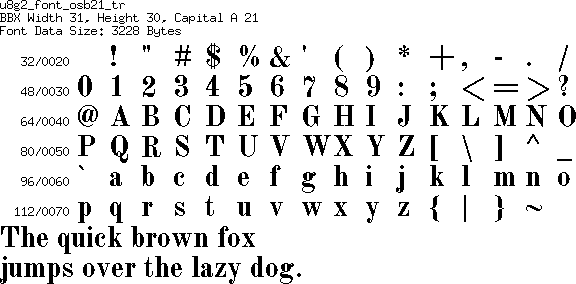 u8g2_font_osb21_tr
BBX Width 31, Height 30, Capital A 21
Font Data Size: 3228 Bytes
32/0020 ! " # $ % & ' ( ) * + , - . /
48/0030 0 1 2 3 4 5 6 7 8 9 : ; < = > ?
64/0040 @ A B C D E F G H I J K L M N O
80/0050 P Q R S T U V W X Y Z [ \ ] ^ _
96/0060 ` a b c d e f g h i j k l m n o
112/0070 p q r s t u v w x y z { | } ~
The quick brown fox
jumps over the lazy dog.